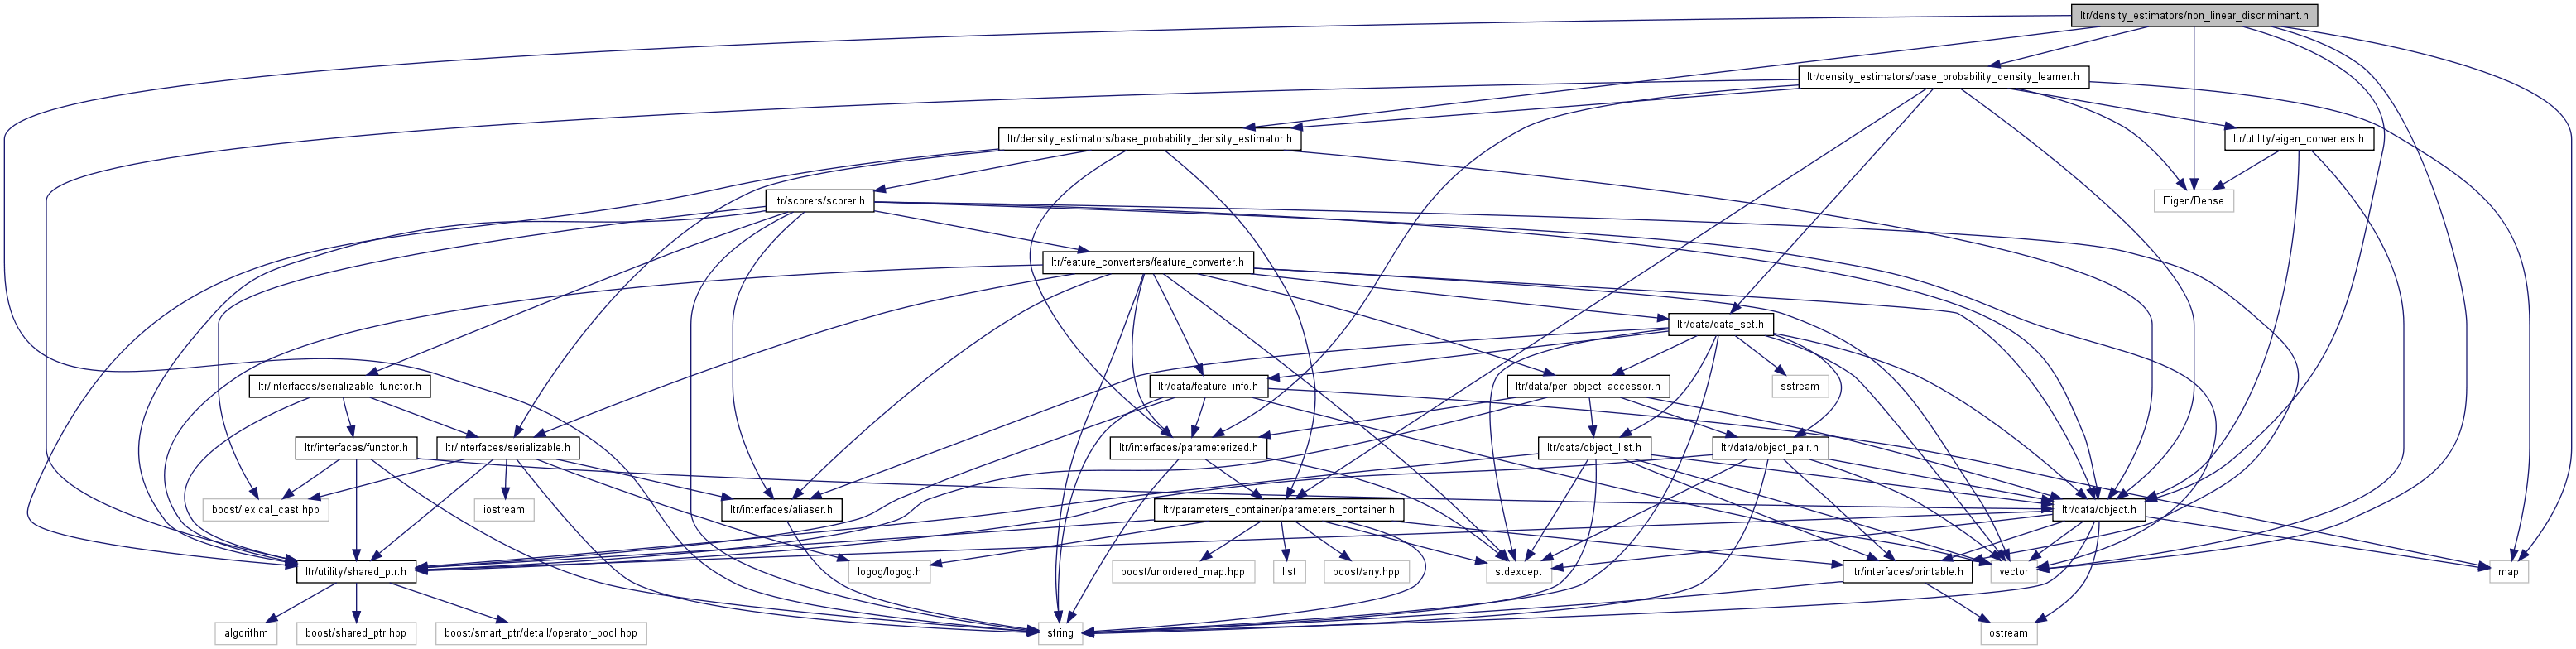 ltr/density_estimators/non_linear_discriminant.h
ltr/density_estimators/base_probability_density_learner.h
ltr/density_estimators/base_probability_density_estimator.h
ltr/utility/eigen_converters.h
ltr/scorers/scorer.h
Eigen/Dense
ltr/feature_converters/feature_converter.h
ltr/data/data_set.h
ltr/interfaces/serializable_functor.h
ltr/data/feature_info.h
ltr/data/per_object_accessor.h
sstream
ltr/interfaces/functor.h
ltr/interfaces/serializable.h
ltr/interfaces/parameterized.h
ltr/data/object_list.h
ltr/data/object_pair.h
boost/lexical_cast.hpp
iostream
ltr/interfaces/aliaser.h
ltr/parameters_container/parameters_container.h
ltr/data/object.h
ltr/utility/shared_ptr.h
logog/logog.h
boost/unordered_map.hpp
list
boost/any.hpp
stdexcept
ltr/interfaces/printable.h
vector
map
algorithm
boost/shared_ptr.hpp
boost/smart_ptr/detail/operator_bool.hpp
string
ostream